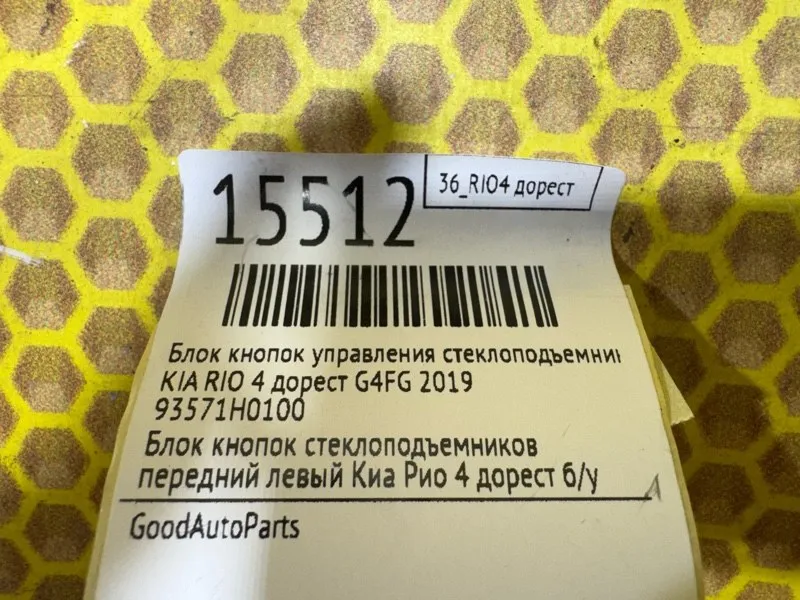 15512
36_RIO4 дорест
Блок кнопок управления стеклоподъемни
KIA RIO 4 дорест G4FG 2019
93571H0100
Блок кнопок стеклоподъемников
передний левый Киа Рио 4 дорест б/у
GoodAutoParts